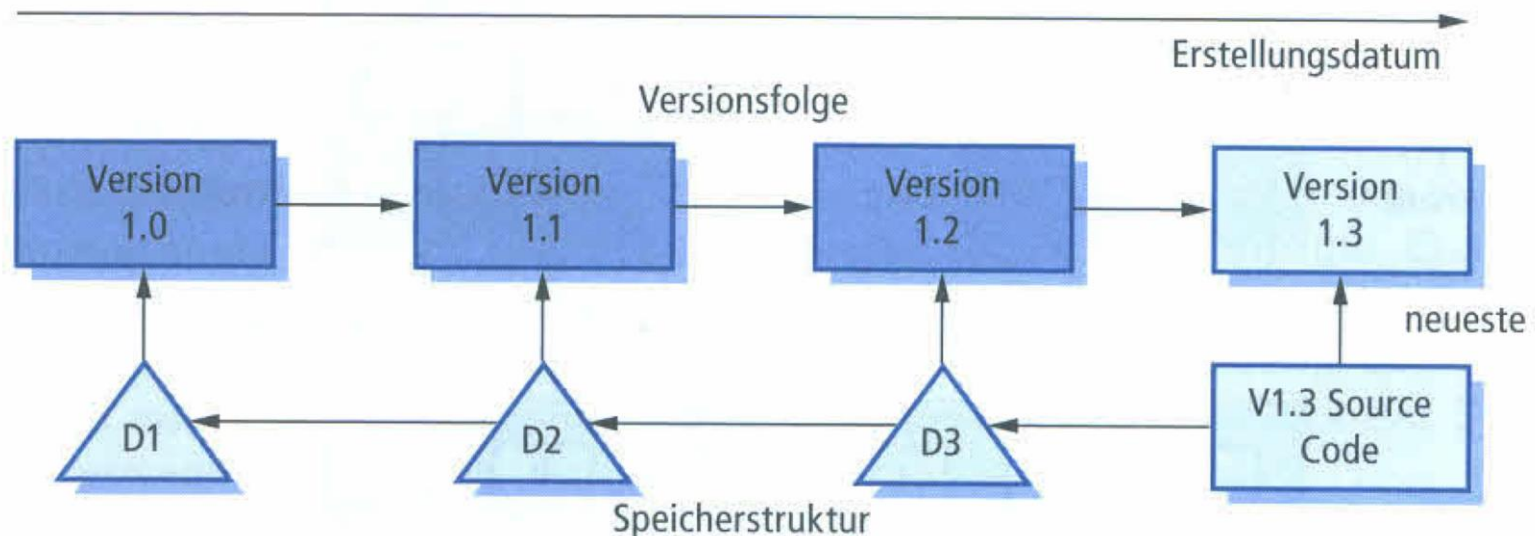 Erstellungsdatum
Versionsfolge
Version
1.0
Version
1.1
Version
1.2
Version
1.3
neueste
D1
D2
D3
V1.3 Source
Code
Speicherstruktur